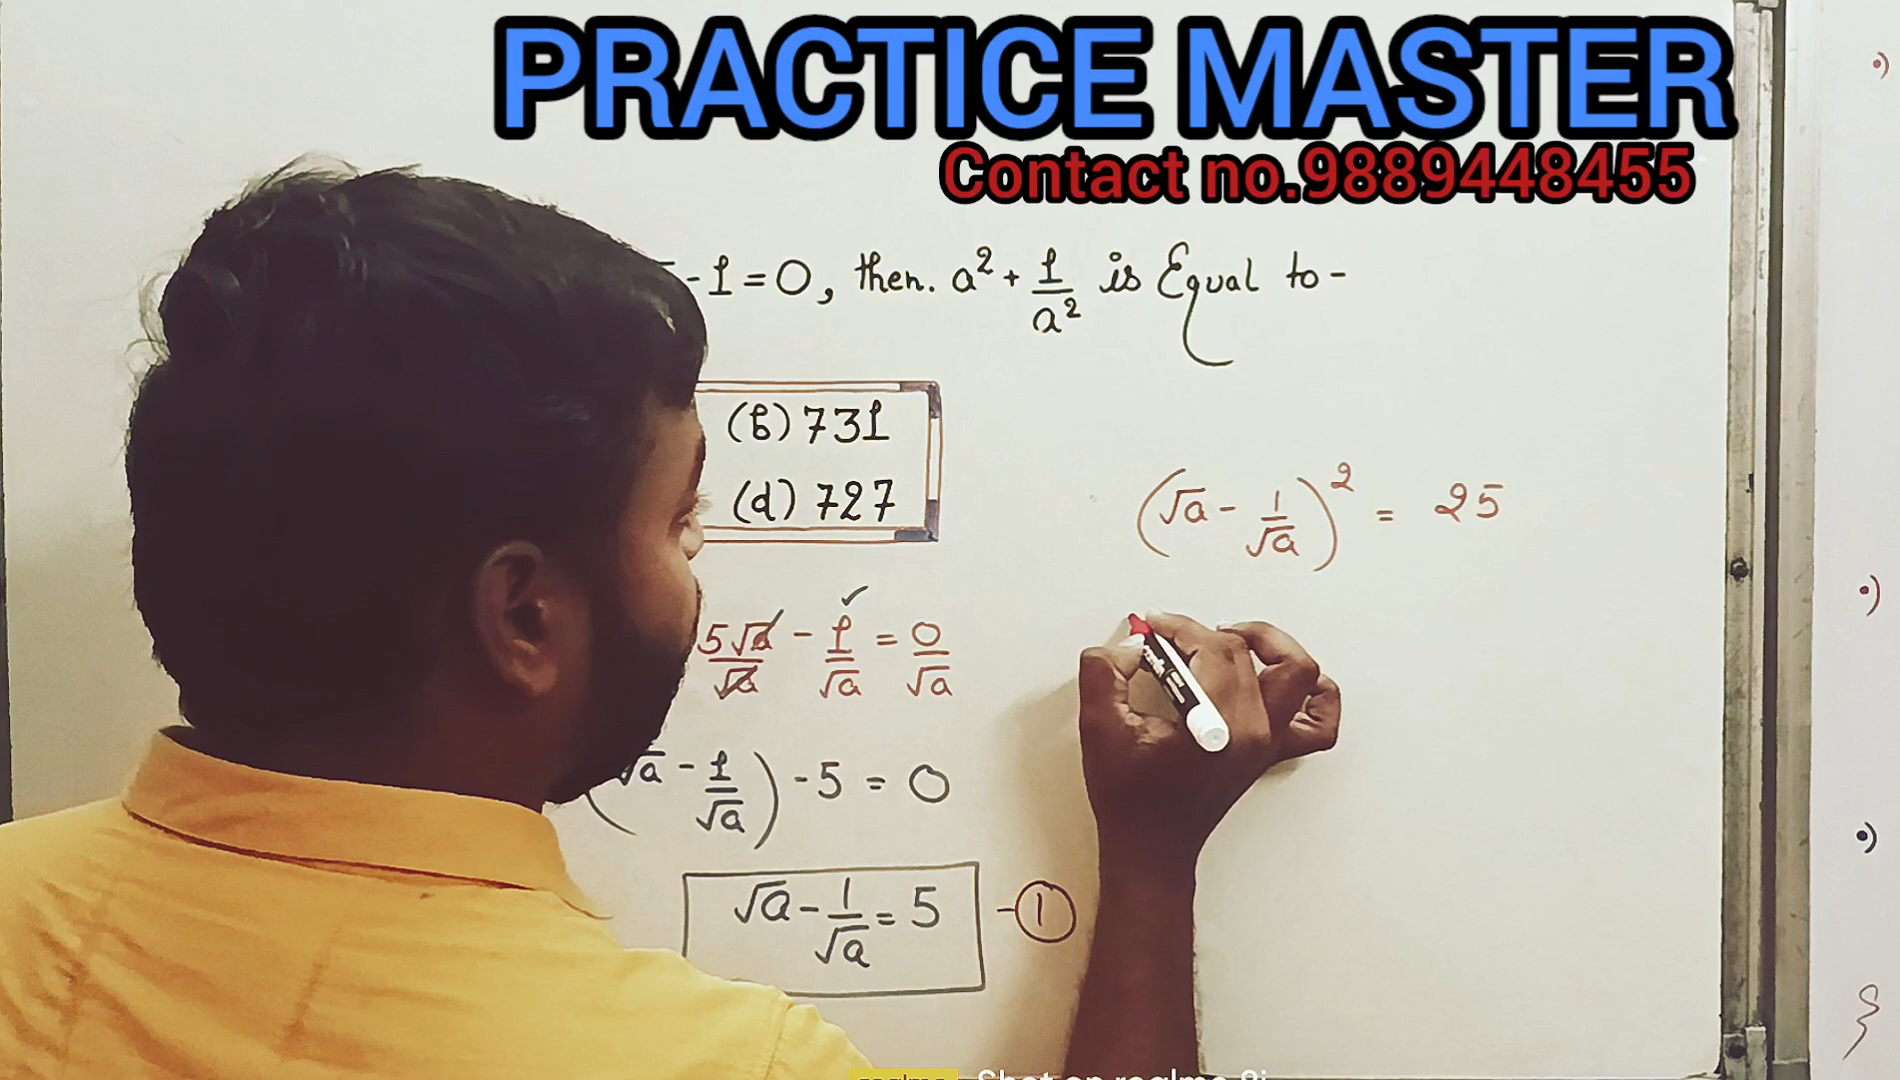 PRACTICE MASTER
Contact no.9889448455
-1=0, then. a² + 1/a² is Equal to-
(b) 731
(d) 727
(√a - 1/√a)² = 25
5√a/√a - 1/√a = 0/√a
(√a - 1/√a) - 5 = 0
√a - 1/√a = 5 -①